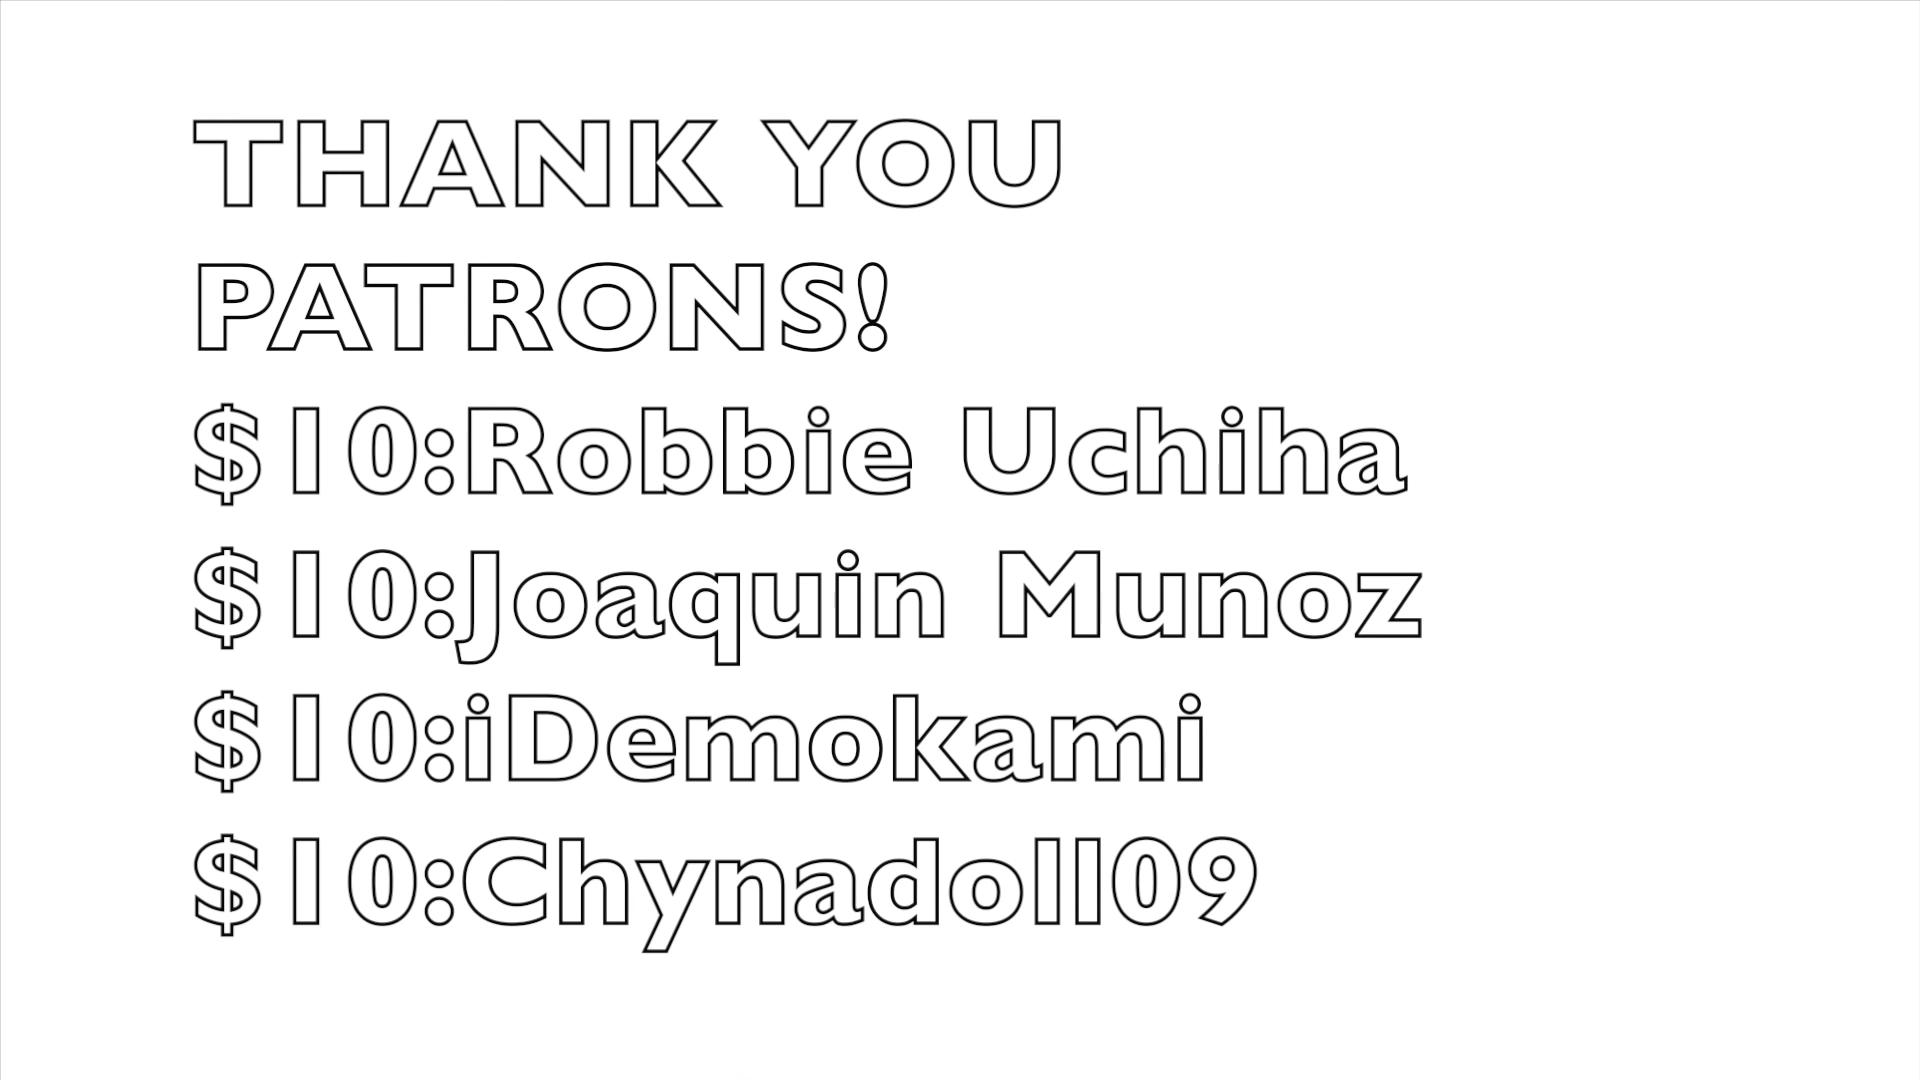 THANK YOU
PATRONS!
$10:Robbie Uchiha
$10:Joaquin Munoz
$10:iDemokami
$10:Chynadoll09